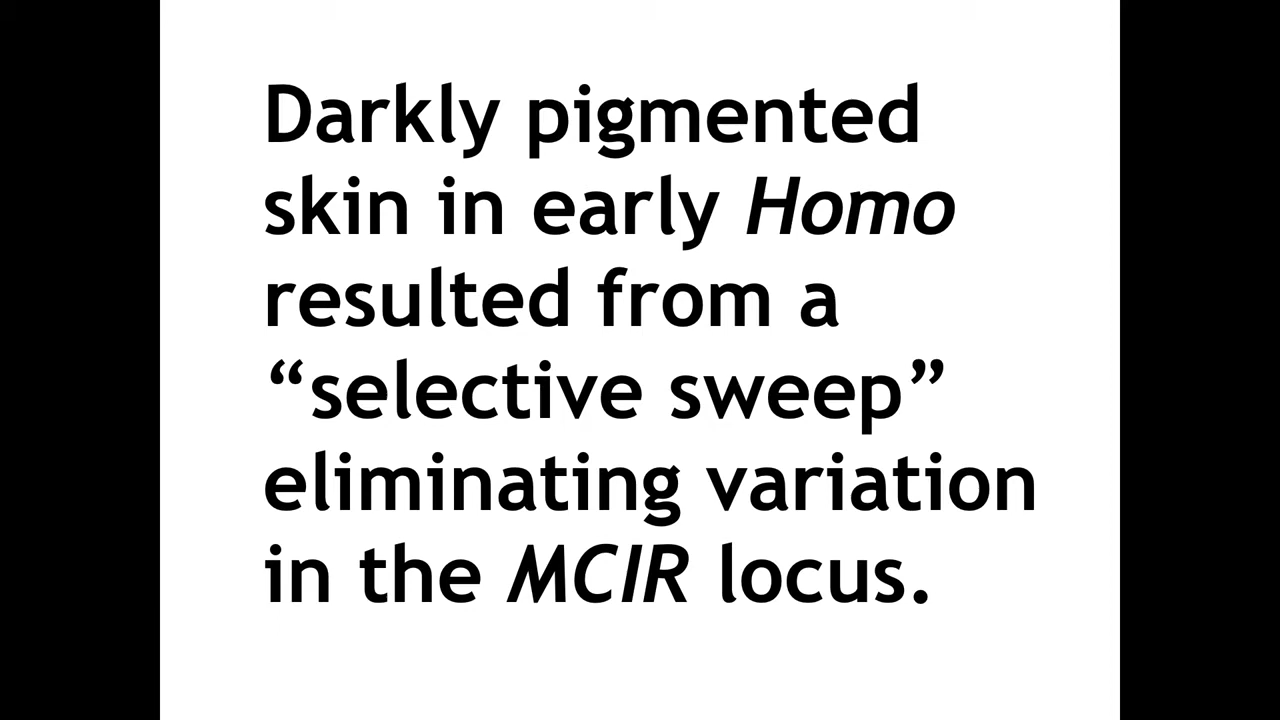 Darkly pigmented
skin in early Homo
resulted from a
“selective sweep”
eliminating variation
in the MCIR locus.